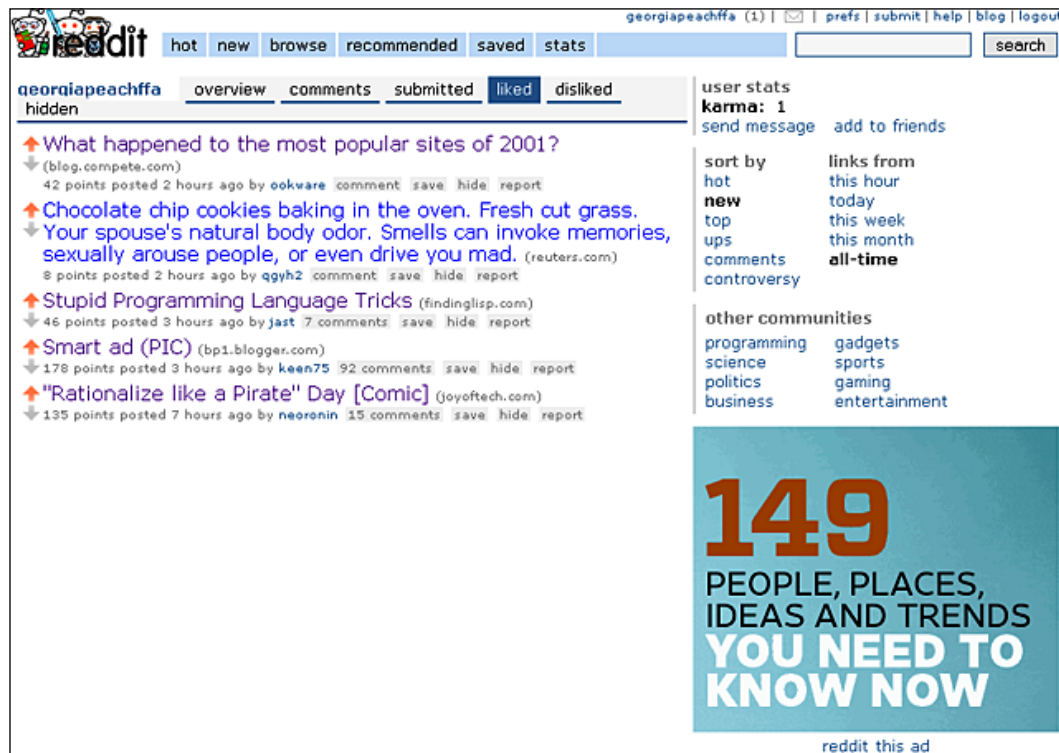 georgiapeachffa (1) | | prefs | submit | help | blog | logout
reddit hot new browse recommended saved stats search
georgiapeachffa overview comments submitted liked disliked
hidden
What happened to the most popular sites of 2001?
(blog.compete.com)
42 points posted 2 hours ago by ookware comment save hide report
Chocolate chip cookies baking in the oven. Fresh cut grass.
Your spouse's natural body odor. Smells can invoke memories,
sexually arouse people, or even drive you mad. (reuters.com)
8 points posted 2 hours ago by qgyh2 comment save hide report
Stupid Programming Language Tricks (findinglisp.com)
46 points posted 3 hours ago by jast 7 comments save hide report
Smart ad (PIC) (bp1.blogger.com)
178 points posted 3 hours ago by keen75 92 comments save hide report
"Rationalize like a Pirate" Day [Comic] (joyoftech.com)
135 points posted 7 hours ago by neoronin 15 comments save hide report
user stats
karma: 1
send message add to friends
sort by links from
hot this hour
new today
top this week
ups this month
comments all-time
controversy
other communities
programming gadgets
science sports
politics gaming
business entertainment
149
PEOPLE, PLACES,
IDEAS AND TRENDS
YOU NEED TO
KNOW NOW
reddit this ad